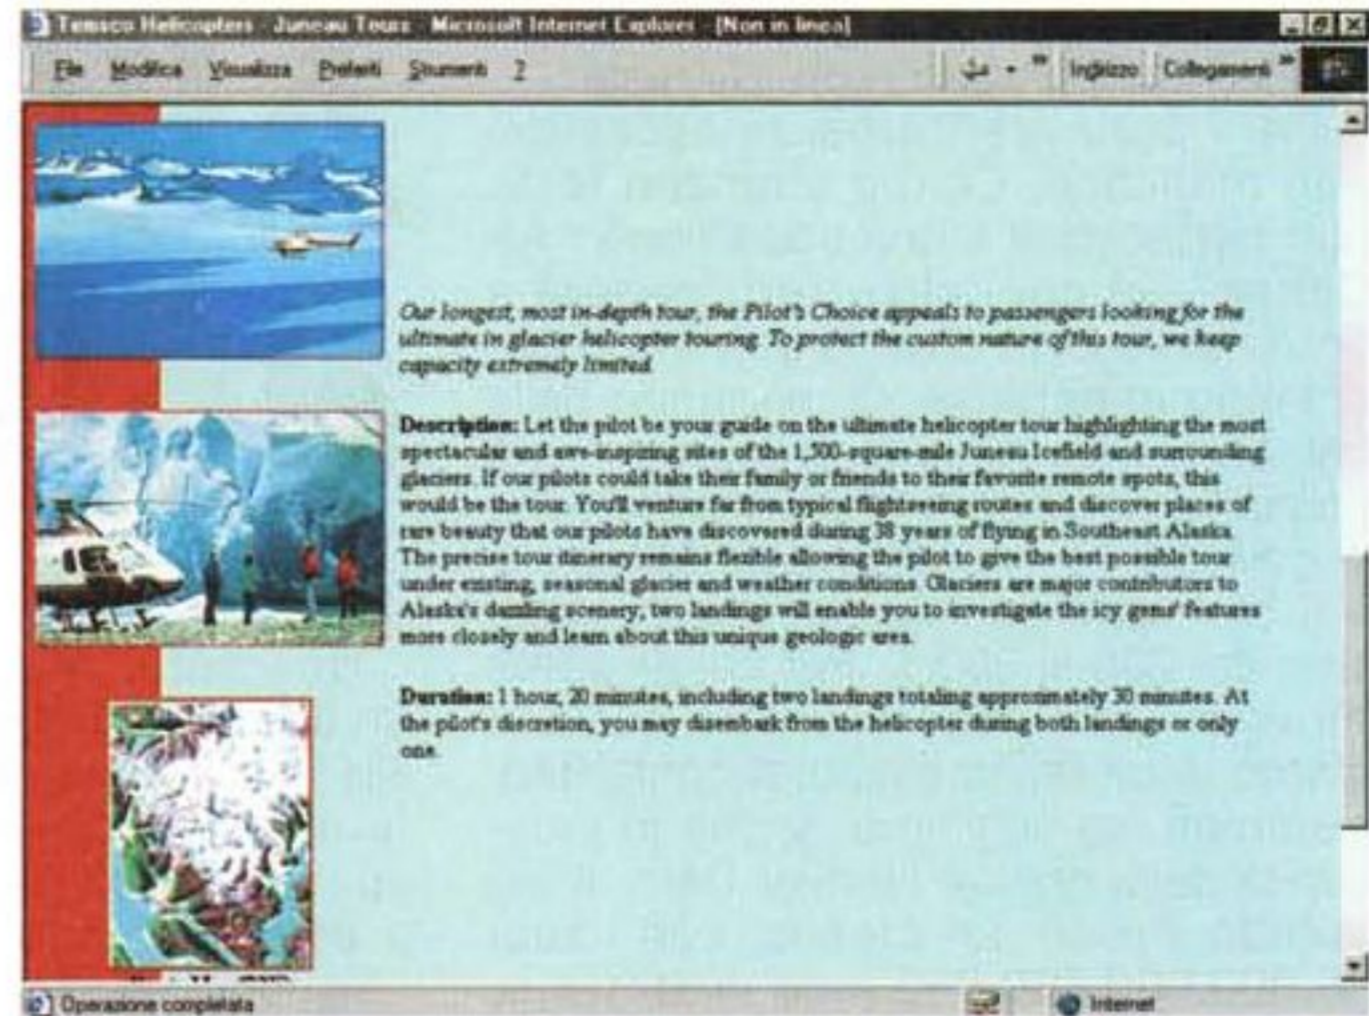 Temsco Helicopters - Juneau Tours - Microsoft Internet Explorer - [Non in linea]
File Modifica Visualizza Preferiti Strumenti ?
Indirizzo Collegamenti
Our longest, most in-depth tour, the Pilot's Choice appeals to passengers looking for the
ultimate in glacier helicopter touring. To protect the custom nature of this tour, we keep
capacity extremely limited.
Description: Let the pilot be your guide on the ultimate helicopter tour highlighting the most
spectacular and awe-inspiring sites of the 1,500-square-mile Juneau Icefield and surrounding
glaciers. If our pilots could take their family or friends to their favorite remote spots, this
would be the tour. You'll venture far from typical flightseeing routes and discover places of
rare beauty that our pilots have discovered during 38 years of flying in Southeast Alaska.
The precise tour itinerary remains flexible allowing the pilot to give the best possible tour
under existing, seasonal glacier and weather conditions. Glaciers are major contributors to
Alaska's dazzling scenery, two landings will enable you to investigate the icy gems' features
more closely and learn about this unique geologic area.
Duration: 1 hour, 20 minutes, including two landings totaling approximately 30 minutes. At
the pilot's discretion, you may disembark from the helicopter during both landings or only
one.
Operazione completata
Internet